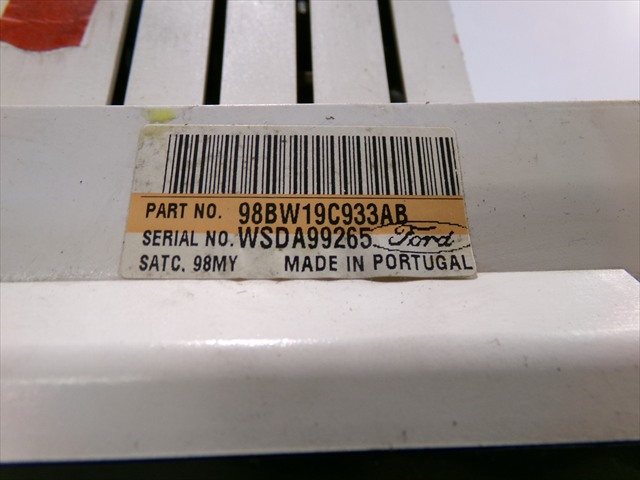 PART NO. 98BW19C933AB
SERIAL NO. WSDA99265 Ford
SATC. 98MY MADE IN PORTUGAL